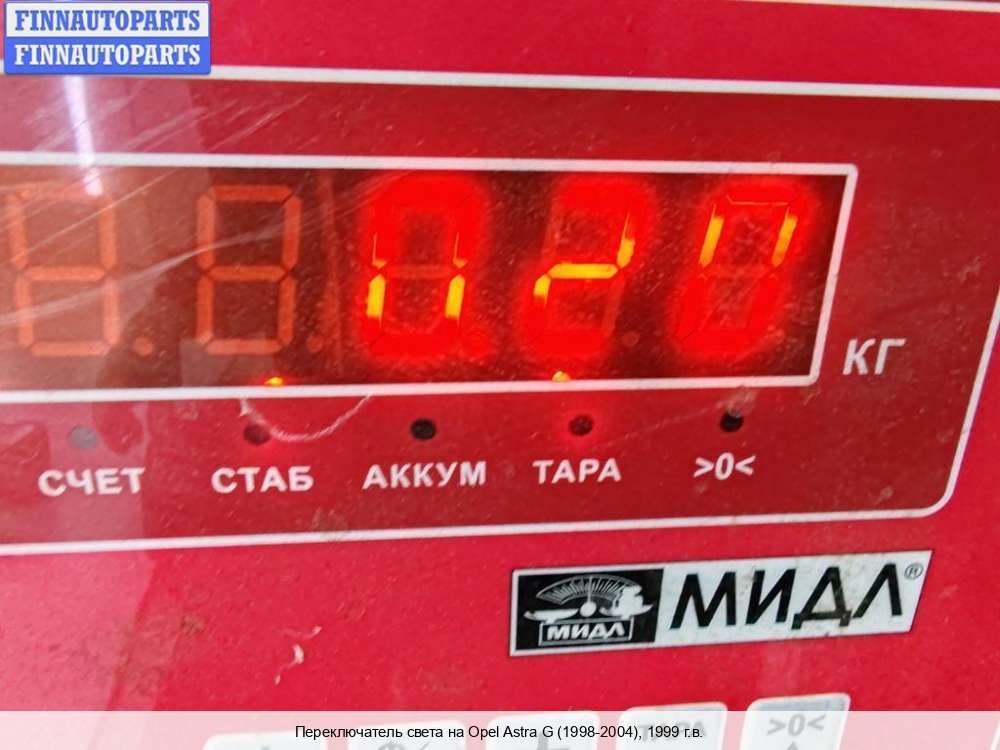 FINNAUTOPARTS
FINNAUTOPARTS
КГ
СЧЕТ СТАБ АККУМ ТАРА >0<
МИДЛ МИДЛ®
ТАРА >0<
Переключатель света на Opel Astra G (1998-2004), 1999 г.в.